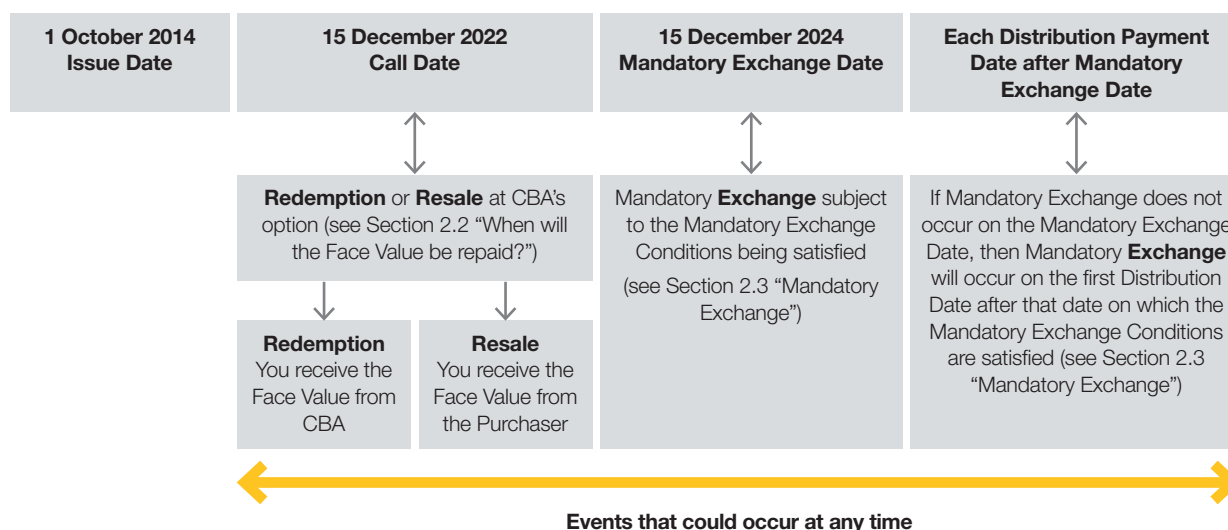 1 October 2014
Issue Date
15 December 2022
Call Date
15 December 2024
Mandatory Exchange Date
Each Distribution Payment
Date after Mandatory
Exchange Date
Redemption or Resale at CBA’s
option (see Section 2.2 “When will
the Face Value be repaid?”)
Redemption
You receive the
Face Value from
CBA
Resale
You receive the
Face Value from
the Purchaser
Mandatory Exchange subject
to the Mandatory Exchange
Conditions being satisfied
(see Section 2.3 “Mandatory
Exchange”)
If Mandatory Exchange does not
occur on the Mandatory Exchange
Date, then Mandatory Exchange
will occur on the first Distribution
Date after that date on which the
Mandatory Exchange Conditions
are satisfied (see Section 2.3
“Mandatory Exchange”)
Events that could occur at any time